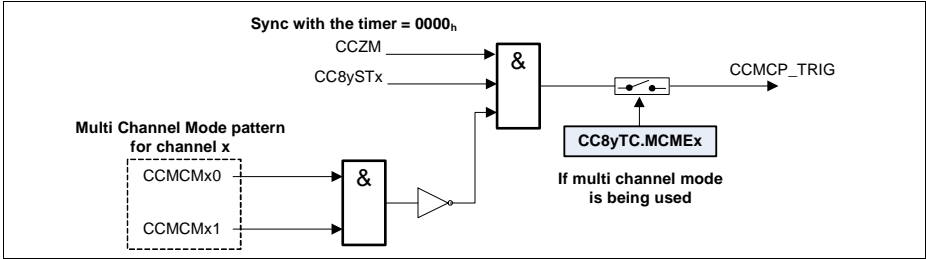 Sync with the timer = 0000h
CCZM
CC8ySTx
&
CCMCP_TRIG
Multi Channel Mode pattern
for channel x
CC8yTC.MCMEx
CCMCMx0
&
If multi channel mode
is being used
CCMCMx1